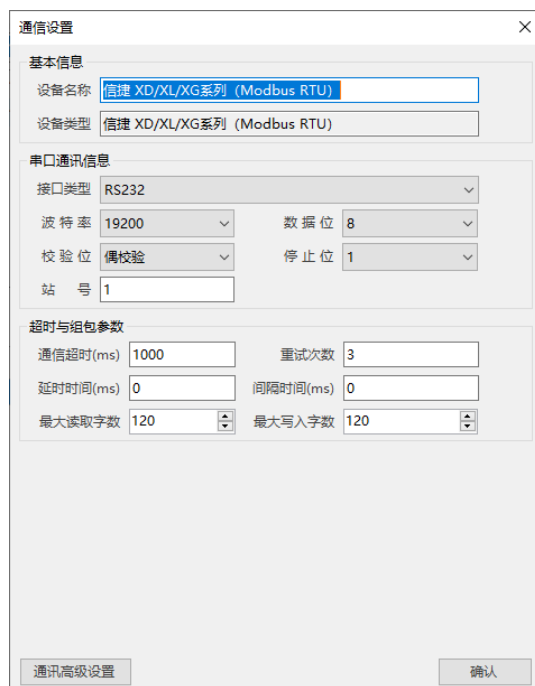 通信设置
基本信息
设备名称 信捷 XD/XL/XG系列（Modbus RTU）
设备类型 信捷 XD/XL/XG系列（Modbus RTU）
串口通讯信息
接口类型 RS232
波 特 率 19200 数 据 位 8
校 验 位 偶校验 停 止 位 1
站 号 1
超时与组包参数
通信超时(ms) 1000 重试次数 3
延时时间(ms) 0 间隔时间(ms) 0
最大读取字数 120 最大写入字数 120
通讯高级设置 确认